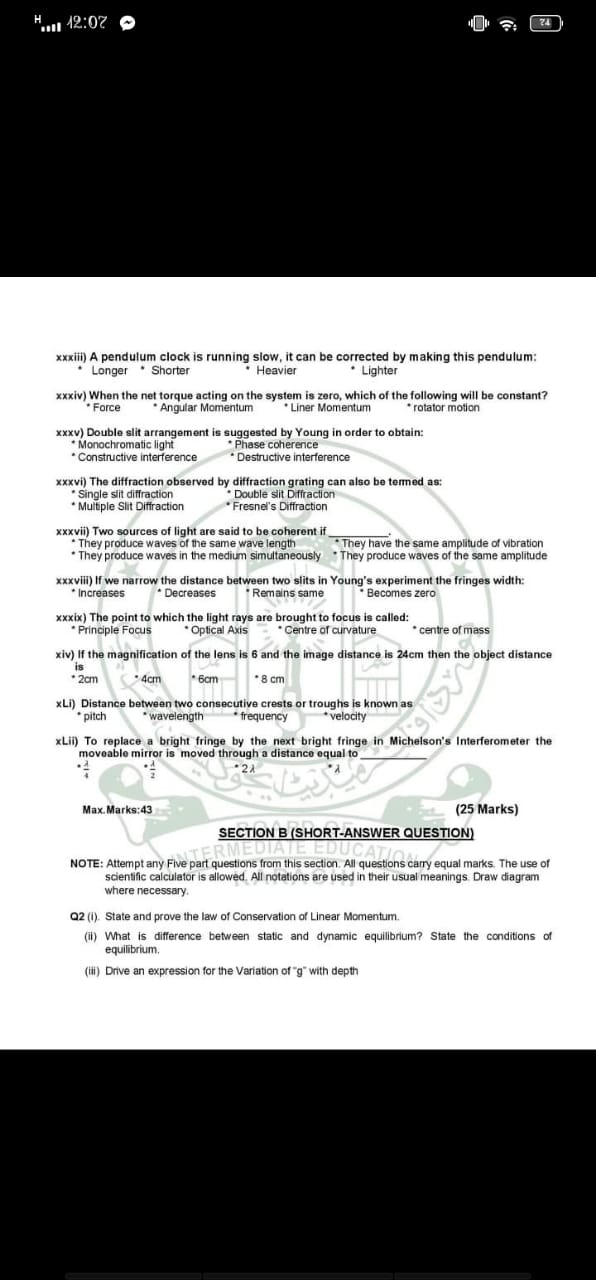 H 12:07 74
xxxiii) A pendulum clock is running slow, it can be corrected by making this pendulum:
* Longer * Shorter * Heavier * Lighter
xxxiv) When the net torque acting on the system is zero, which of the following will be constant?
* Force * Angular Momentum * Liner Momentum * rotator motion
xxxv) Double slit arrangement is suggested by Young in order to obtain:
* Monochromatic light * Phase coherence
* Constructive interference * Destructive interference
xxxvi) The diffraction observed by diffraction grating can also be termed as:
* Single slit diffraction * Double slit Diffraction
* Multiple Slit Diffraction * Fresnel's Diffraction
xxxvii) Two sources of light are said to be coherent if __________.
* They produce waves of the same wave length * They have the same amplitude of vibration
* They produce waves in the medium simultaneously * They produce waves of the same amplitude
xxxviii) If we narrow the distance between two slits in Young's experiment the fringes width:
* Increases * Decreases * Remains same * Becomes zero
xxxix) The point to which the light rays are brought to focus is called:
* Principle Focus * Optical Axis * Centre of curvature * centre of mass
xiv) If the magnification of the lens is 6 and the image distance is 24cm then the object distance
is
* 2cm * 4cm * 6cm * 8 cm
xLi) Distance between two consecutive crests or troughs is known as
* pitch * wavelength * frequency * velocity
xLii) To replace a bright fringe by the next bright fringe in Michelson's Interferometer the
moveable mirror is moved through a distance equal to __________
* λ/4 * λ/2 * 2λ * λ
Max.Marks:43 (25 Marks)
SECTION B (SHORT-ANSWER QUESTION)
NOTE: Attempt any Five part questions from this section. All questions carry equal marks. The use of
scientific calculator is allowed. All notations are used in their usual meanings. Draw diagram
where necessary.
Q2 (i). State and prove the law of Conservation of Linear Momentum.
(ii) What is difference between static and dynamic equilibrium? State the conditions of
equilibrium.
(iii) Drive an expression for the Variation of "g" with depth
BOARD OF
INTERMEDIATE EDUCATION
KARACHI